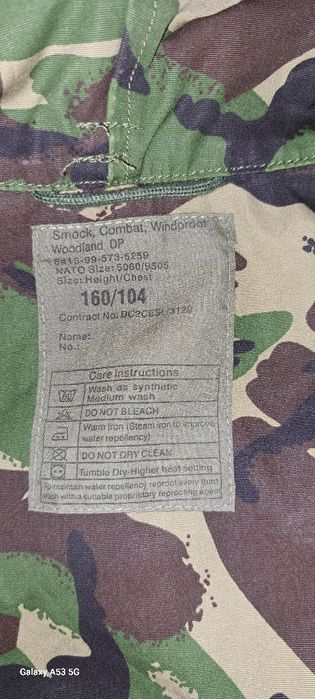 Smock, Combat, Windproof
Woodland DP
8415-99-573-6259
NATO Size: 5060/9505
Size: Height/Chest
160/104
Contract No:
Name:
No.:
Care Instructions
Wash as synthetic
Medium wash
DO NOT BLEACH
Warm Iron (Steam iron to improve
water repellency)
DO NOT DRY CLEAN
Tumble Dry-Higher heat setting
To maintain water repellency reproof every third
wash with a suitable proprietary reproofing agent
Galaxy A53 5G